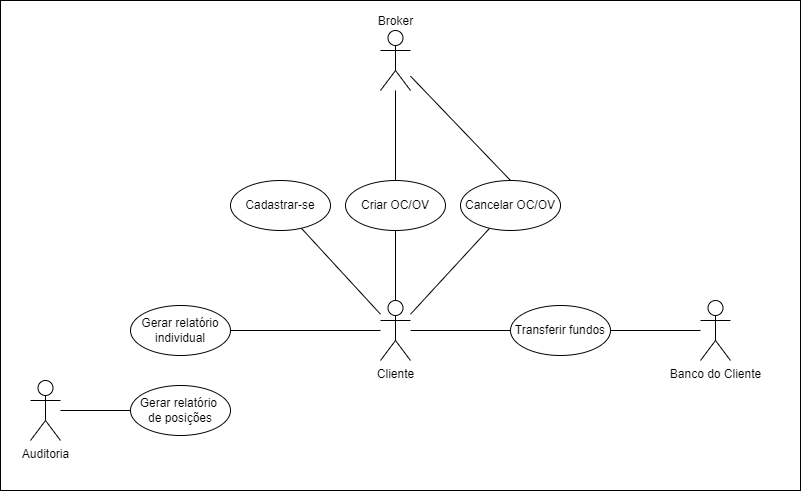 Broker
Cadastrar-se
Criar OC/OV
Cancelar OC/OV
Gerar relatório
individual
Transferir fundos
Cliente
Banco do Cliente
Gerar relatório
de posições
Auditoria